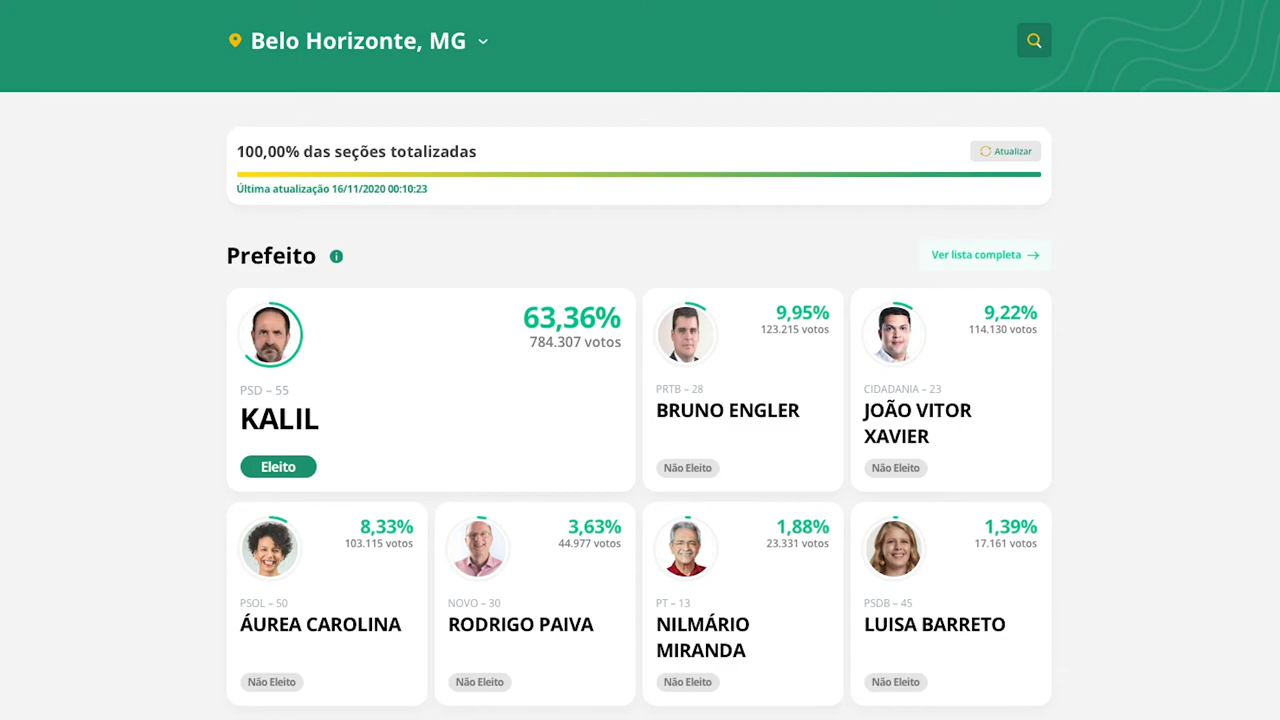 Belo Horizonte, MG
100,00% das seções totalizadas
Atualizar
Última atualização 16/11/2020 00:10:23
Prefeito
Ver lista completa
63,36%
784.307 votos
PSD – 55
KALIL
Eleito
9,95%
123.215 votos
PRTB – 28
BRUNO ENGLER
Não Eleito
9,22%
114.130 votos
CIDADANIA – 23
JOÃO VITOR
XAVIER
Não Eleito
8,33%
103.115 votos
PSOL – 50
ÁUREA CAROLINA
Não Eleito
3,63%
44.977 votos
NOVO – 30
RODRIGO PAIVA
Não Eleito
1,88%
23.331 votos
PT – 13
NILMÁRIO
MIRANDA
Não Eleito
1,39%
17.161 votos
PSDB – 45
LUISA BARRETO
Não Eleito